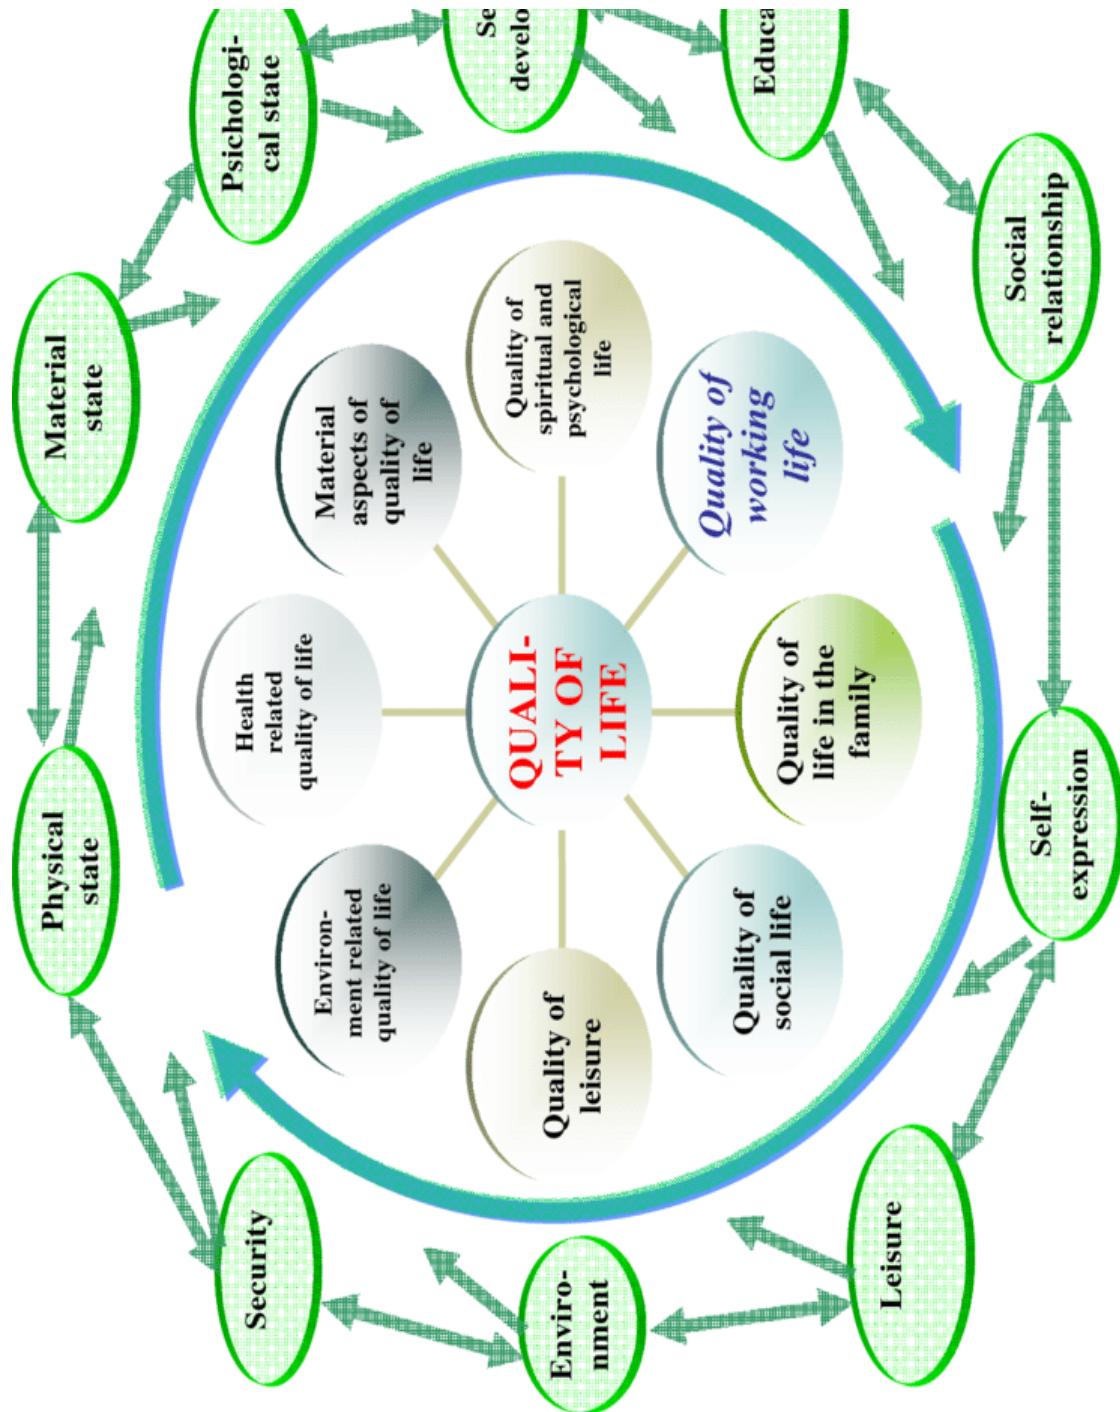 Physical
state
Material
state
Psichologi-
cal state
Se
develo
Educa
Social
relationship
Self-
expression
Leisure
Enviro-
nment
Security
Health
related
quality of life
Material
aspects of
quality of
life
Quality of
spiritual and
psychological
life
Quality of
working
life
Quality of
life in the
family
Quality of
social life
Quality of
leisure
Environ-
ment related
quality of life
QUALI-
TY OF
LIFE